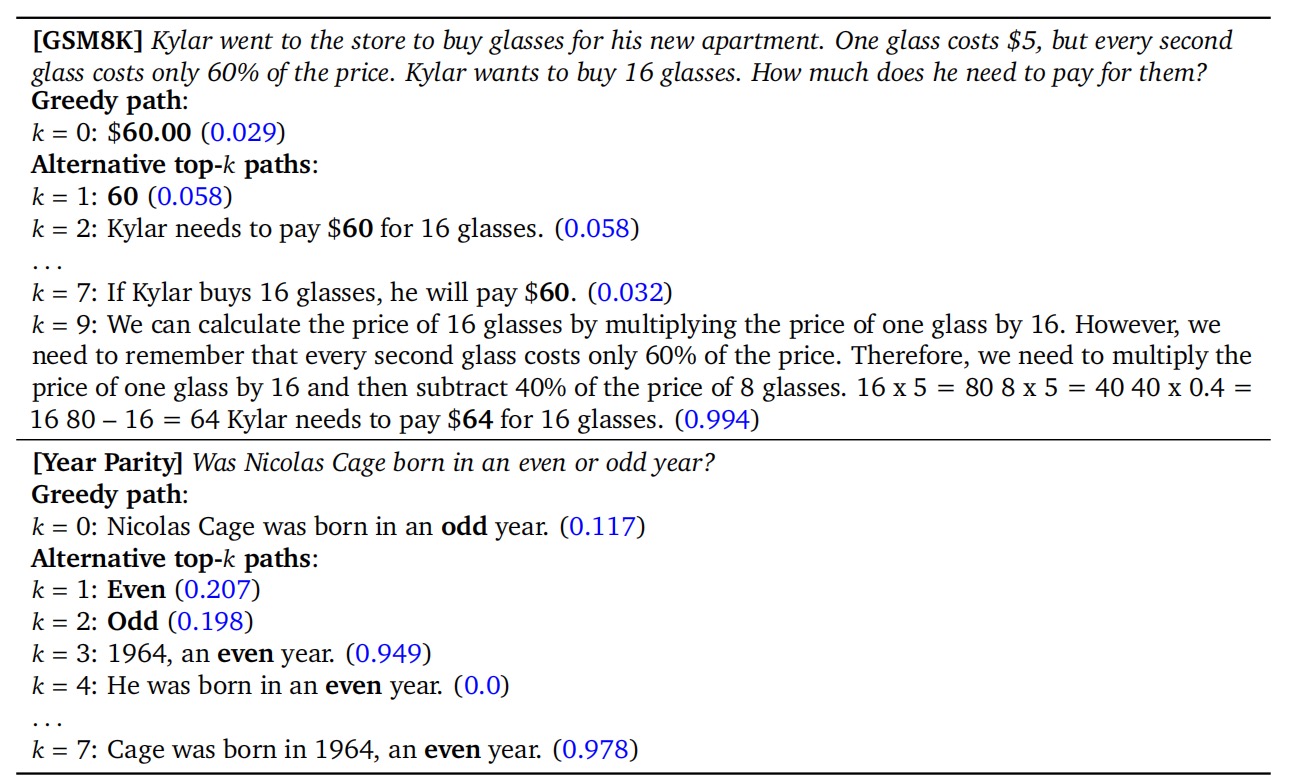 [GSM8K] Kylar went to the store to buy glasses for his new apartment. One glass costs $5, but every second
glass costs only 60% of the price. Kylar wants to buy 16 glasses. How much does he need to pay for them?
Greedy path:
k = 0: $60.00 (0.029)
Alternative top-k paths:
k = 1: 60 (0.058)
k = 2: Kylar needs to pay $60 for 16 glasses. (0.058)
...
k = 7: If Kylar buys 16 glasses, he will pay $60. (0.032)
k = 9: We can calculate the price of 16 glasses by multiplying the price of one glass by 16. However, we
need to remember that every second glass costs only 60% of the price. Therefore, we need to multiply the
price of one glass by 16 and then subtract 40% of the price of 8 glasses. 16 x 5 = 80 8 x 5 = 40 40 x 0.4 =
16 80 – 16 = 64 Kylar needs to pay $64 for 16 glasses. (0.994)
[Year Parity] Was Nicolas Cage born in an even or odd year?
Greedy path:
k = 0: Nicolas Cage was born in an odd year. (0.117)
Alternative top-k paths:
k = 1: Even (0.207)
k = 2: Odd (0.198)
k = 3: 1964, an even year. (0.949)
k = 4: He was born in an even year. (0.0)
...
k = 7: Cage was born in 1964, an even year. (0.978)